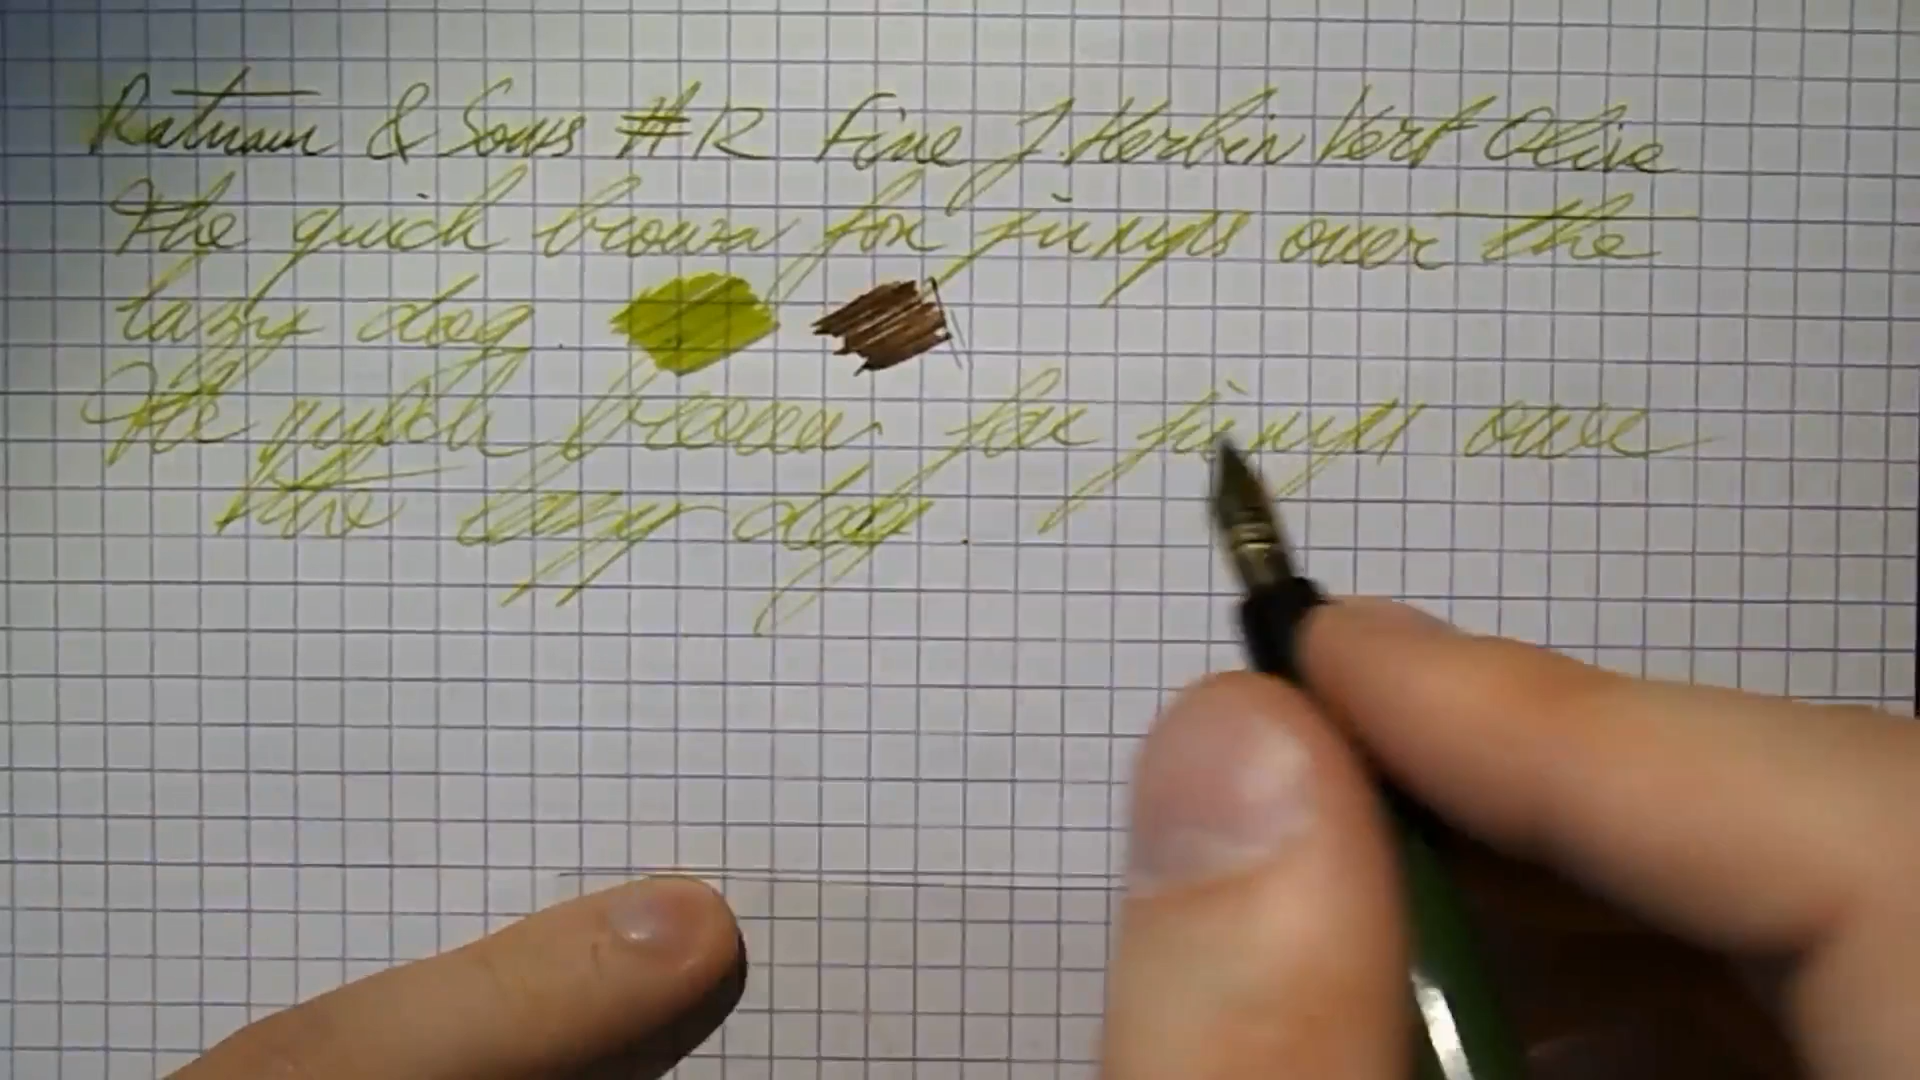 Ratnam & Sons #12 Fine J. Herbin Vert Olive
The quick brown fox jumps over the
lazy dog.
The quick brown fox jumps over
the lazy dog.